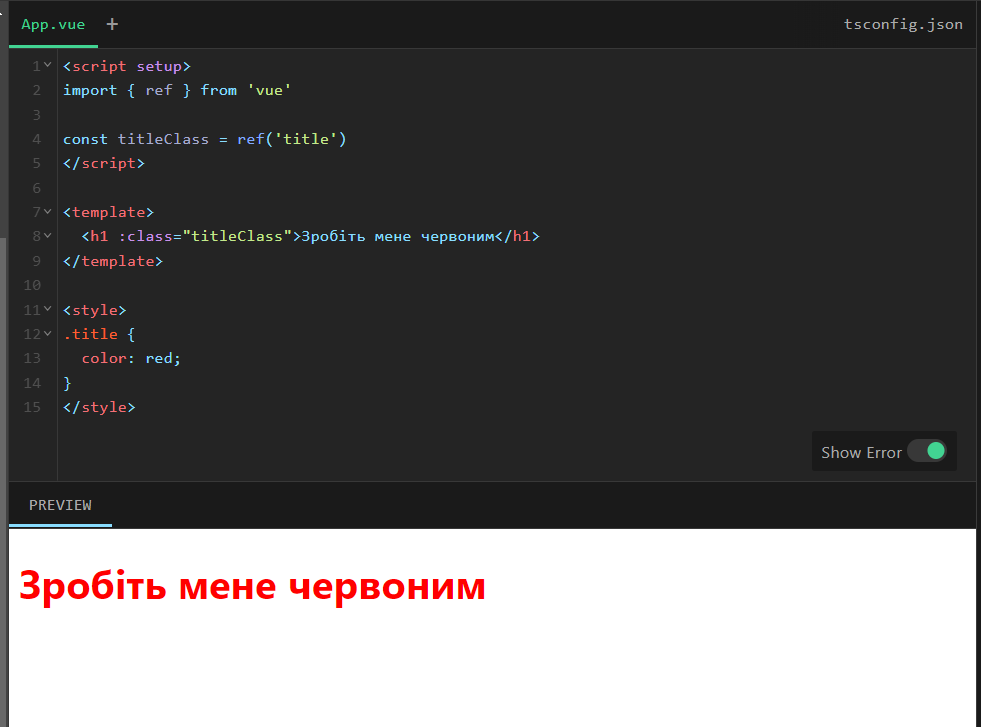 App.vue + tsconfig.json
1 <script setup>
2 import { ref } from 'vue'
3
4 const titleClass = ref('title')
5 </script>
6
7 <template>
8   <h1 :class="titleClass">Зробіть мене червоним</h1>
9 </template>
10
11 <style>
12 .title {
13   color: red;
14 }
15 </style>
Show Error
PREVIEW
Зробіть мене червоним